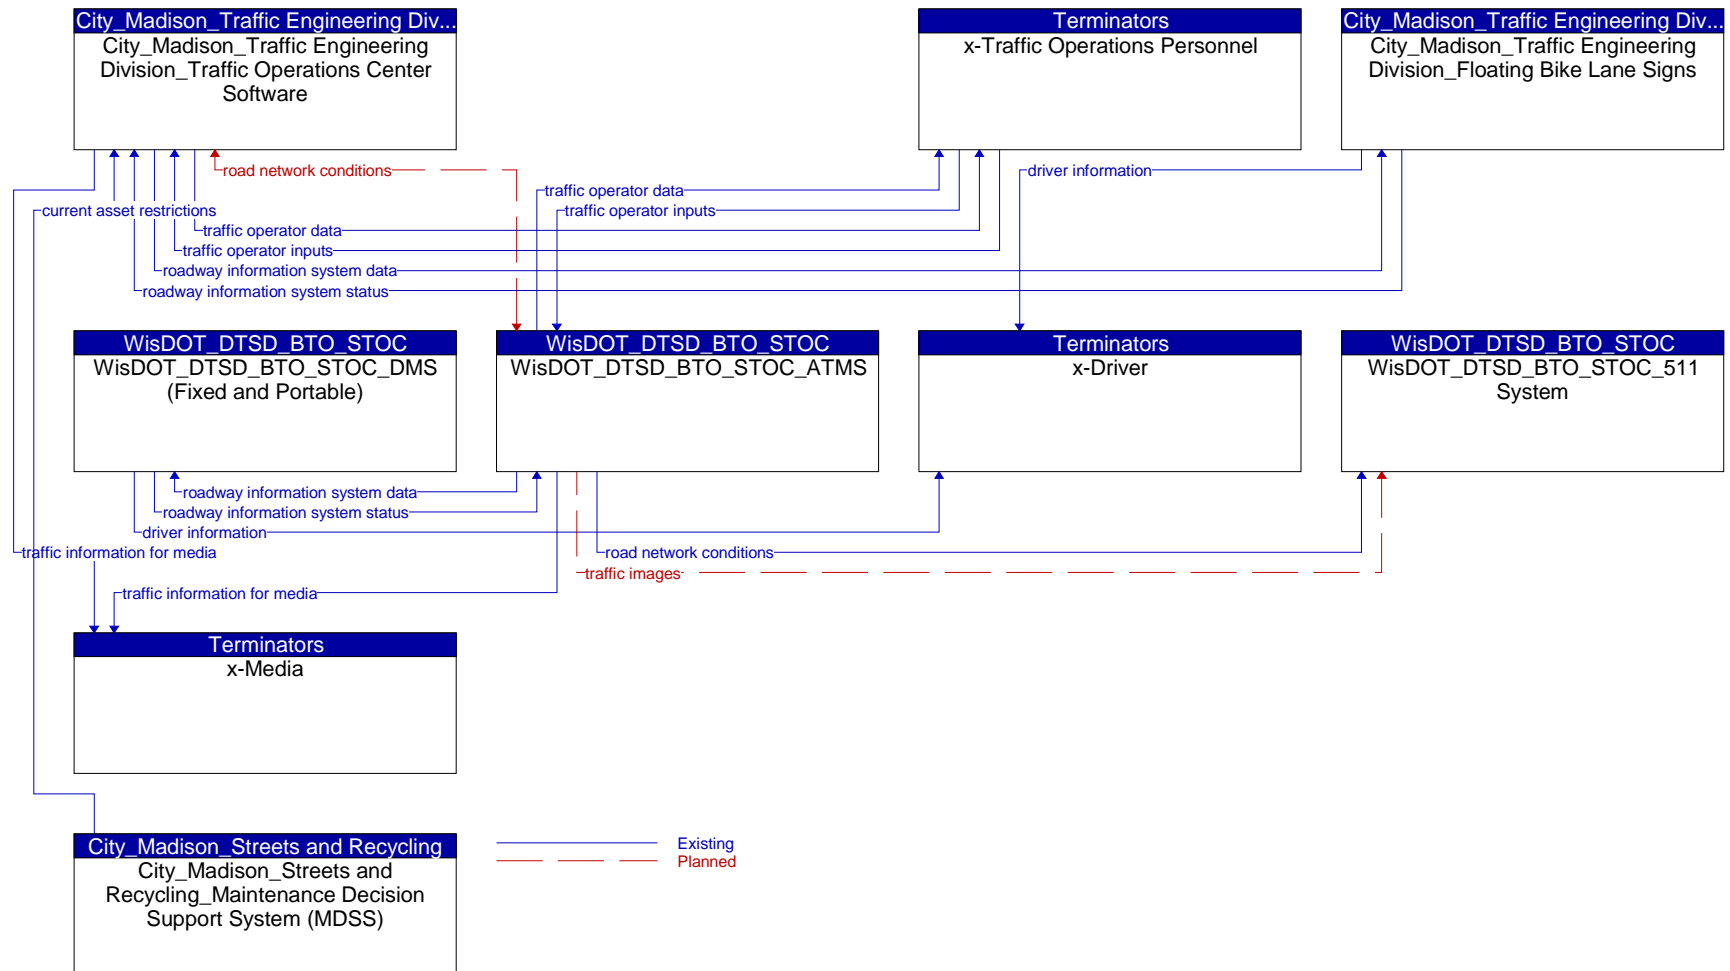 City_Madison_Traffic Engineering Div...
City_Madison_Traffic Engineering
Division_Traffic Operations Center
Software
Terminators
x-Traffic Operations Personnel
City_Madison_Traffic Engineering Div...
City_Madison_Traffic Engineering
Division_Floating Bike Lane Signs
road network conditions
driver information
traffic operator data
current asset restrictions
traffic operator inputs
traffic operator data
traffic operator inputs
roadway information system data
roadway information system status
WisDOT_DTSD_BTO_STOC
WisDOT_DTSD_BTO_STOC_DMS
(Fixed and Portable)
WisDOT_DTSD_BTO_STOC
WisDOT_DTSD_BTO_STOC_ATMS
Terminators
x-Driver
WisDOT_DTSD_BTO_STOC
WisDOT_DTSD_BTO_STOC_511
System
roadway information system data
roadway information system status
driver information
traffic information for media
road network conditions
traffic images
traffic information for media
Terminators
x-Media
City_Madison_Streets and Recycling
City_Madison_Streets and
Recycling_Maintenance Decision
Support System (MDSS)
Existing
Planned